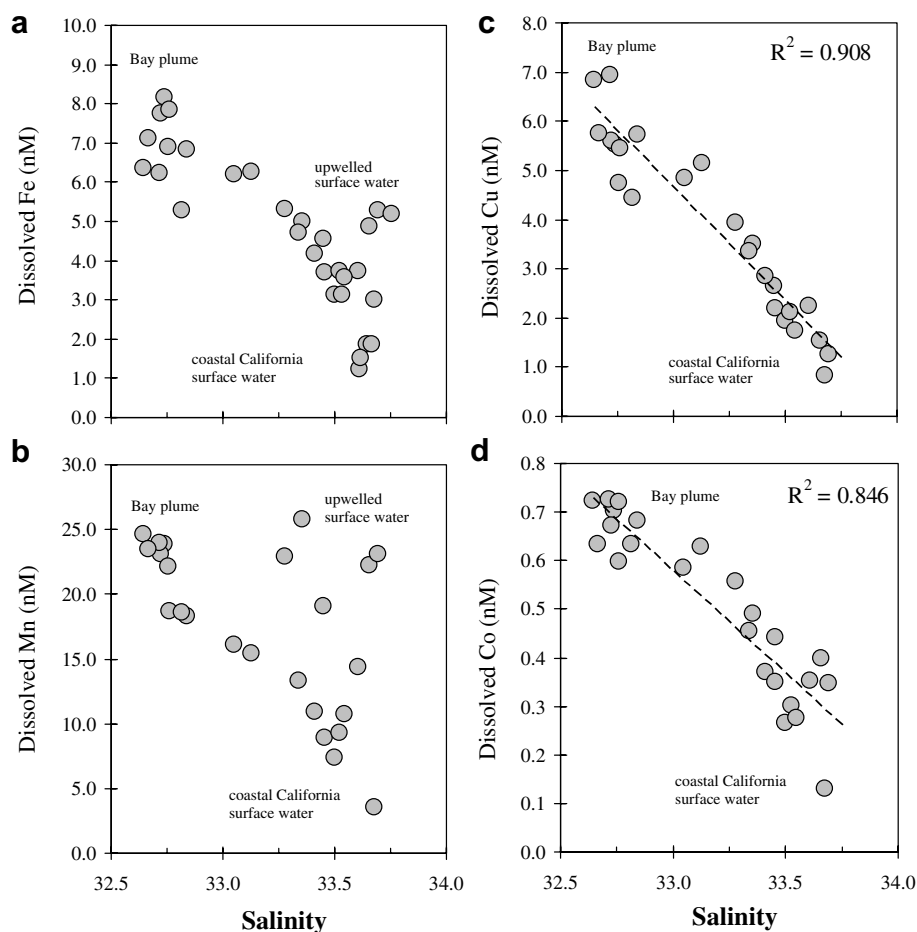 a
Bay plume
upwelled
surface water
coastal California
surface water
Dissolved Fe (nM)
10.0
9.0
8.0
7.0
6.0
5.0
4.0
3.0
2.0
1.0
0.0
c
Bay plume
R² = 0.908
coastal California
surface water
Dissolved Cu (nM)
8.0
7.0
6.0
5.0
4.0
3.0
2.0
1.0
0.0
b
Bay plume
upwelled
surface water
coastal California
surface water
Dissolved Mn (nM)
30.0
25.0
20.0
15.0
10.0
5.0
0.0
32.5
33.0
33.5
34.0
Salinity
d
Bay plume
R² = 0.846
coastal California
surface water
Dissolved Co (nM)
0.8
0.7
0.6
0.5
0.4
0.3
0.2
0.1
0.0
32.5
33.0
33.5
34.0
Salinity